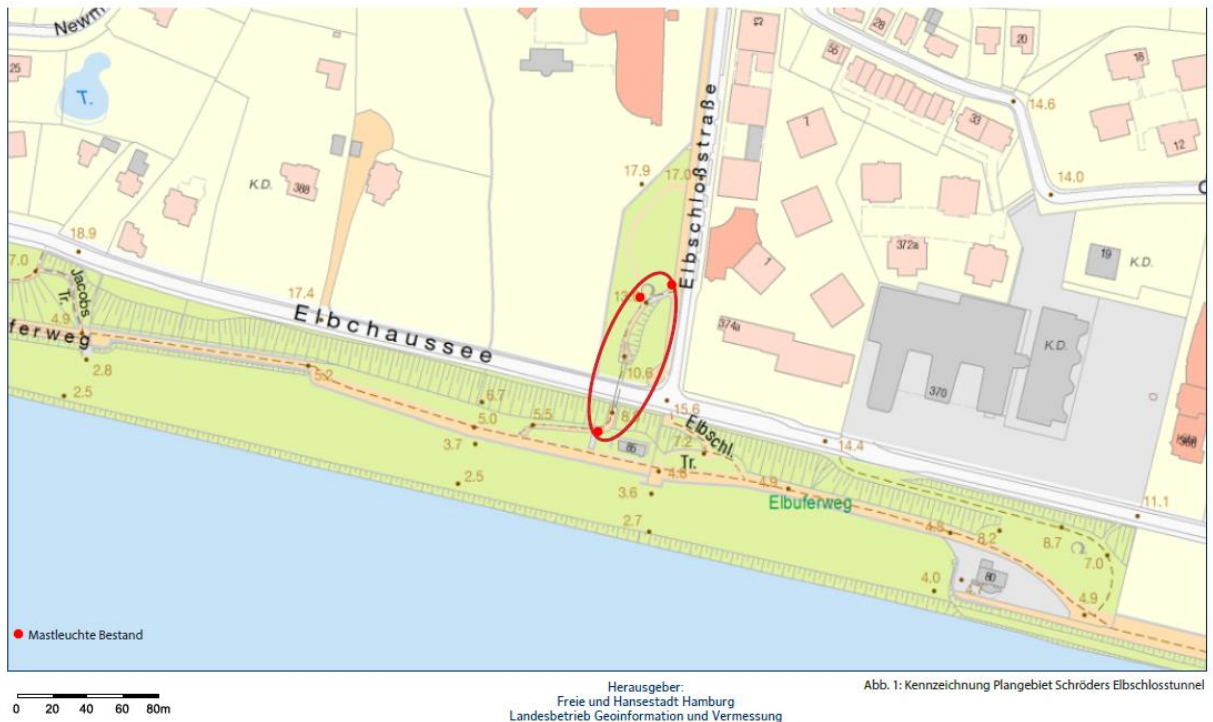 Newm
25
T.
K.D.
388
18.9
7.0
Jacobs
Tr.
ferweg
4.9
2.8
2.5
17.4
Elbchaussee
5.2
6.7
5.0
5.5
3.7
2.5
17.9
17.0
Elbschloßstraße
10.6
15.6
Elbschl.
Tr.
7.2
85
4.8
3.6
2.7
4.9
Elbuferweg
28
20
55
33
14.6
18
12
7
14.0
1
372a
374a
19
K.D.
K.D.
370
14.4
11.1
4.8
8.2
8.7
7.0
80
4.0
4.7
4.9
Mastleuchte Bestand
0 20 40 60 80m
Herausgeber:
Freie und Hansestadt Hamburg
Landesbetrieb Geoinformation und Vermessung
Abb. 1: Kennzeichnung Plangebiet Schröders Elbschlosstunnel